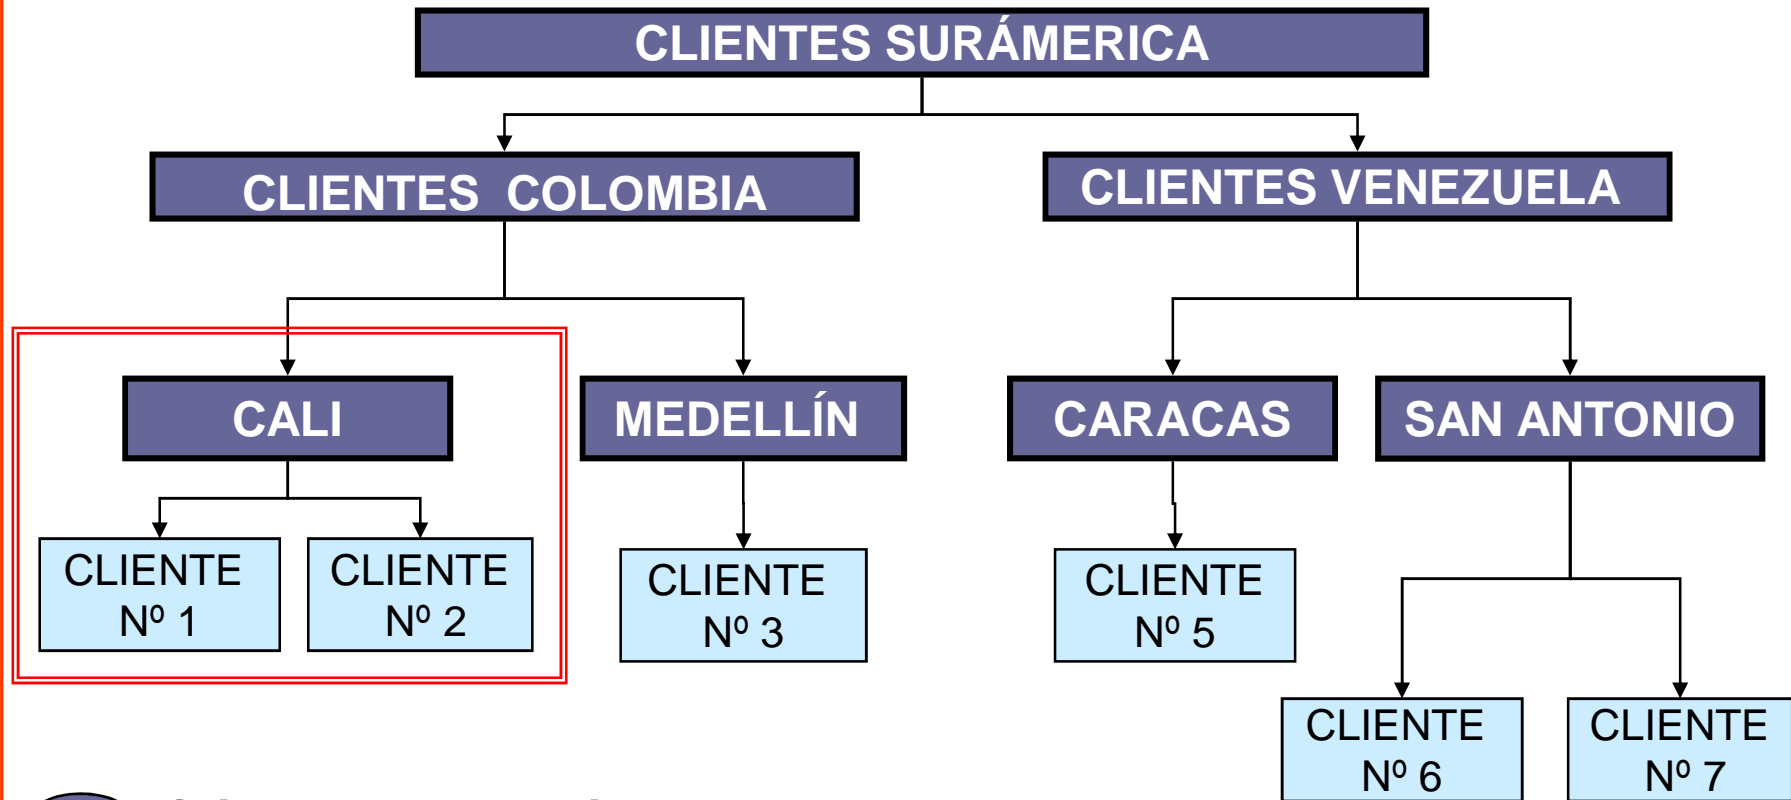 CLIENTES SURÁMERICA
CLIENTES COLOMBIA
CLIENTES VENEZUELA
CALI
MEDELLÍN
CARACAS
SAN ANTONIO
CLIENTE
Nº 1
CLIENTE
Nº 2
CLIENTE
Nº 3
CLIENTE
Nº 5
CLIENTE
Nº 6
CLIENTE
Nº 7